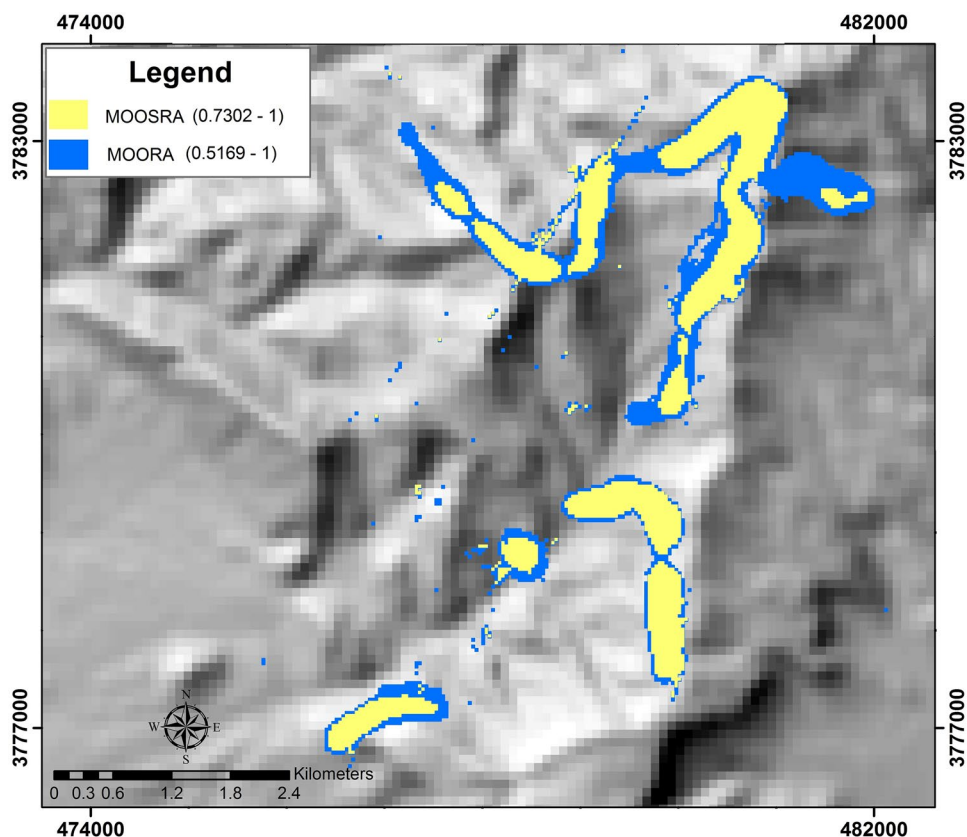 474000 482000
Legend
MOOSRA (0.7302 - 1)
MOORA (0.5169 - 1)
3783000 3783000
3777000 3777000
N
W E
S
Kilometers
0 0.3 0.6 1.2 1.8 2.4
474000 482000